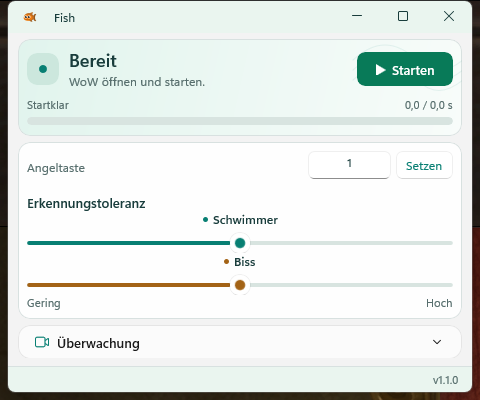 Fish
Bereit
WoW öffnen und starten.
Starten
Startklar 0,0 / 0,0 s
Angeltaste 1 Setzen
Erkennungstoleranz
Schwimmer
Biss
Gering Hoch
Überwachung
v1.1.0